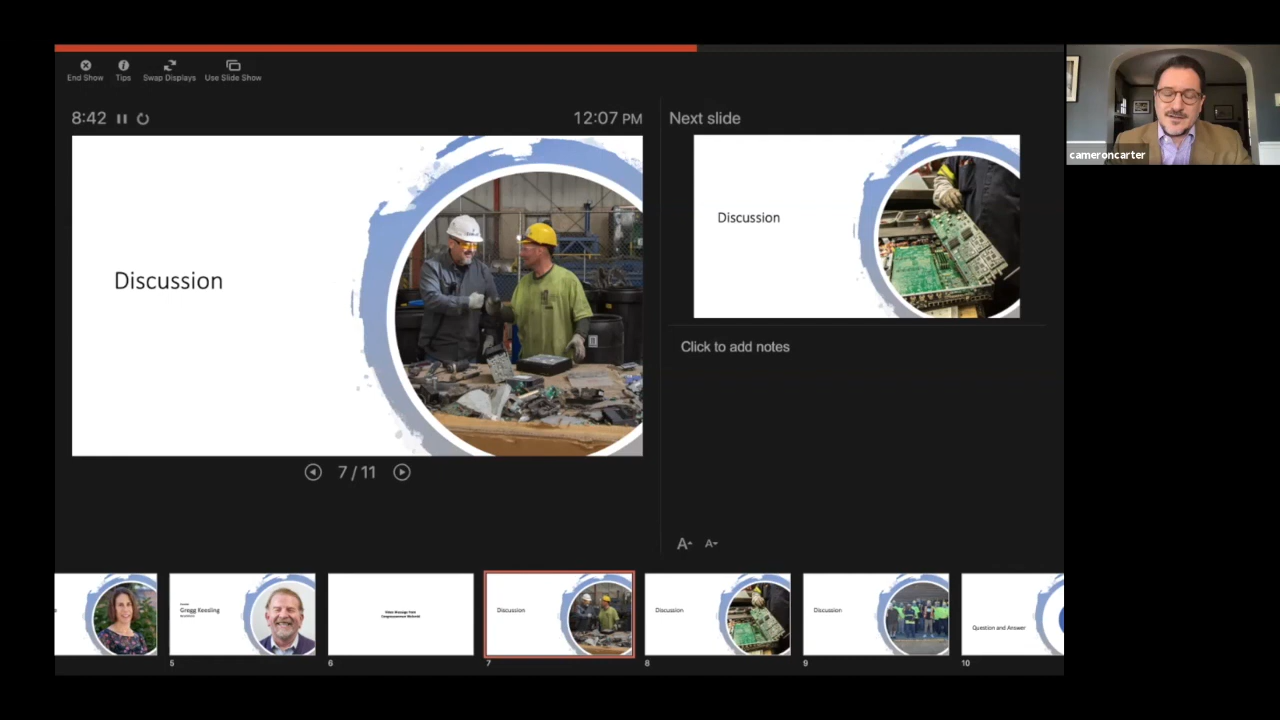 End Show
Tips
Swap Displays
Use Slide Show
8:42
12:07 PM
Discussion
7 / 11
Next slide
Discussion
Click to add notes
A
A
cameroncarter
Gregg Keesling
5
6
Discussion
7
Discussion
8
Discussion
9
Question and Answer
10